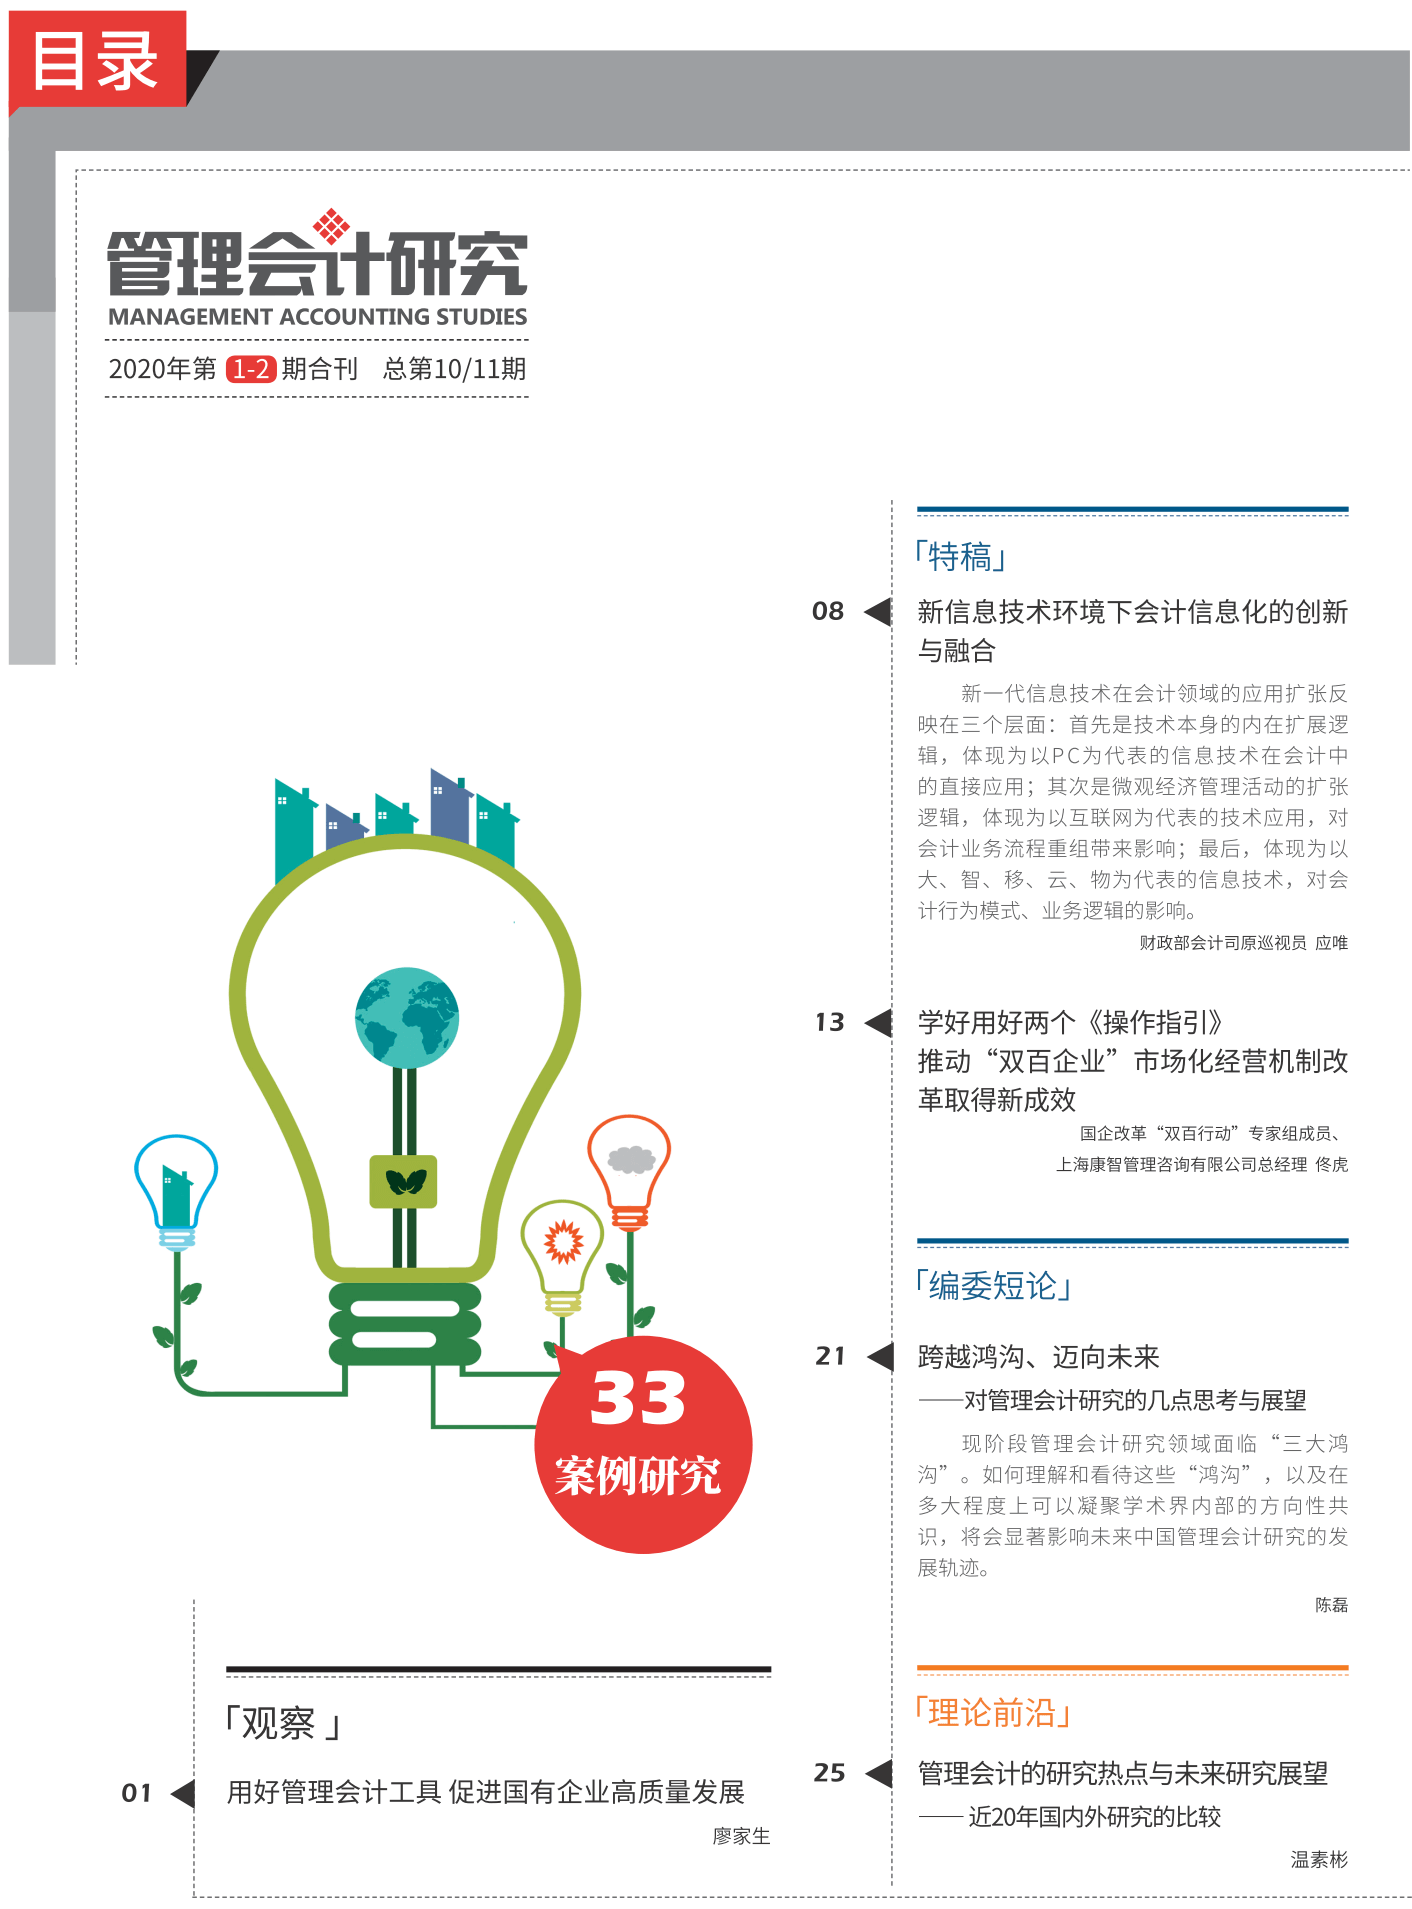 目录
管理会计研究
MANAGEMENT ACCOUNTING STUDIES
2020年第 1-2 期合刊 总第10/11期
「特稿」
08
新信息技术环境下会计信息化的创新
与融合
新一代信息技术在会计领域的应用扩张反
映在三个层面：首先是技术本身的内在扩展逻
辑，体现为以PC为代表的信息技术在会计中
的直接应用；其次是微观经济管理活动的扩张
逻辑，体现为以互联网为代表的技术应用，对
会计业务流程重组带来影响；最后，体现为以
大、智、移、云、物为代表的信息技术，对会
计行为模式、业务逻辑的影响。
财政部会计司原巡视员 应唯
13
学好用好两个《操作指引》
推动“双百企业”市场化经营机制改
革取得新成效
国企改革“双百行动”专家组成员、
上海康智管理咨询有限公司总经理 佟虎
「编委短论」
21
跨越鸿沟、迈向未来
——对管理会计研究的几点思考与展望
现阶段管理会计研究领域面临“三大鸿
沟”。如何理解和看待这些“鸿沟”，以及在
多大程度上可以凝聚学术界内部的方向性共
识，将会显著影响未来中国管理会计研究的发
展轨迹。
陈磊
「理论前沿」
25
管理会计的研究热点与未来研究展望
—— 近20年国内外研究的比较
温素彬
33
案例研究
「观察 」
01
用好管理会计工具 促进国有企业高质量发展
廖家生